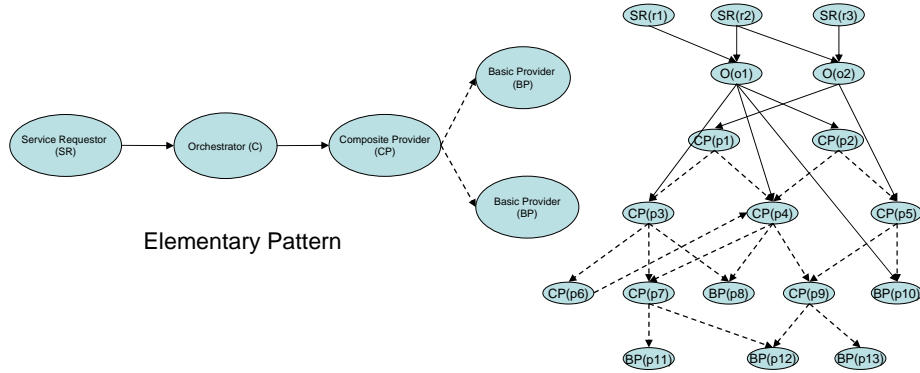 Service Requestor
(SR)
Orchestrator (C)
Composite Provider
(CP)
Basic Provider
(BP)
Basic Provider
(BP)
Elementary Pattern
SR(r1)
SR(r2)
SR(r3)
O(o1)
O(o2)
CP(p1)
CP(p2)
CP(p3)
CP(p4)
CP(p5)
CP(p6)
CP(p7)
BP(p8)
CP(p9)
BP(p10)
BP(p11)
BP(p12)
BP(p13)